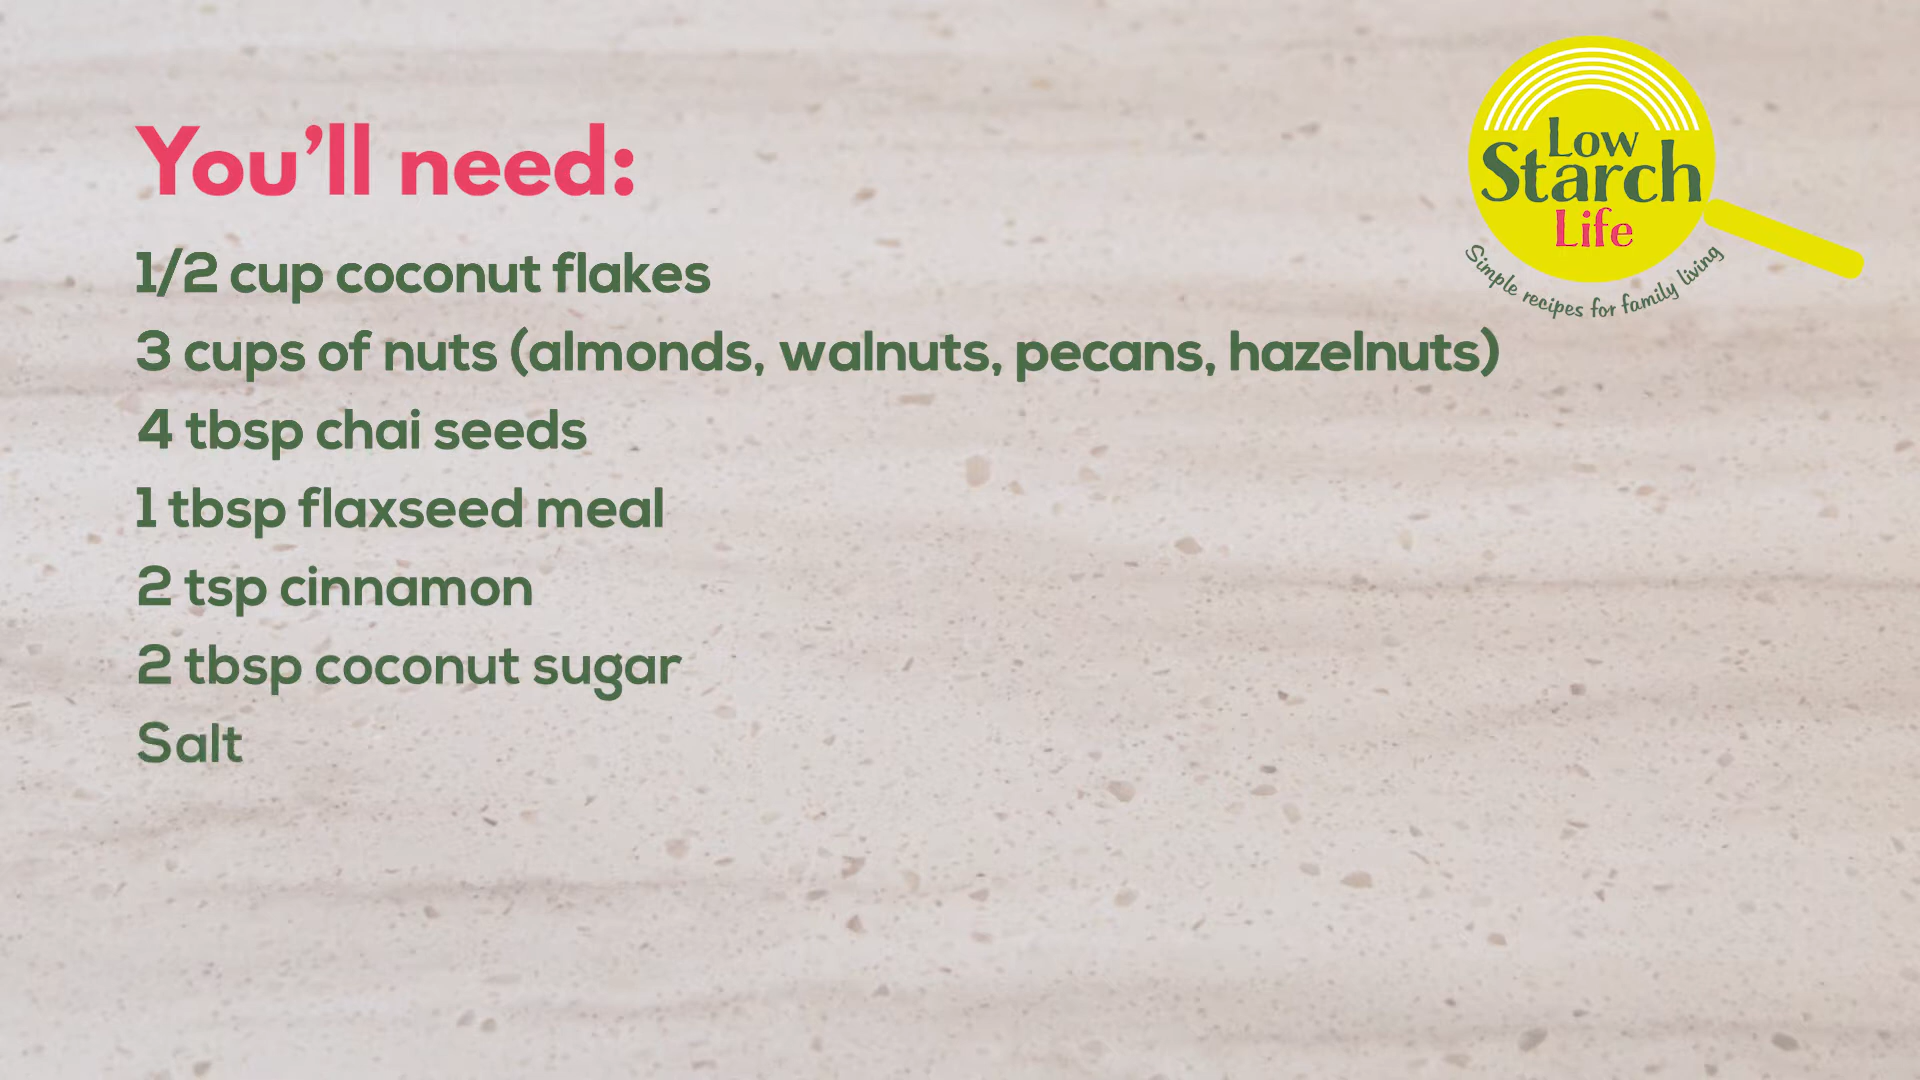 You'll need:
1/2 cup coconut flakes
3 cups of nuts (almonds, walnuts, pecans, hazelnuts)
4 tbsp chai seeds
1 tbsp flaxseed meal
2 tsp cinnamon
2 tbsp coconut sugar
Salt
Low
Starch
Life
Simple recipes for family living